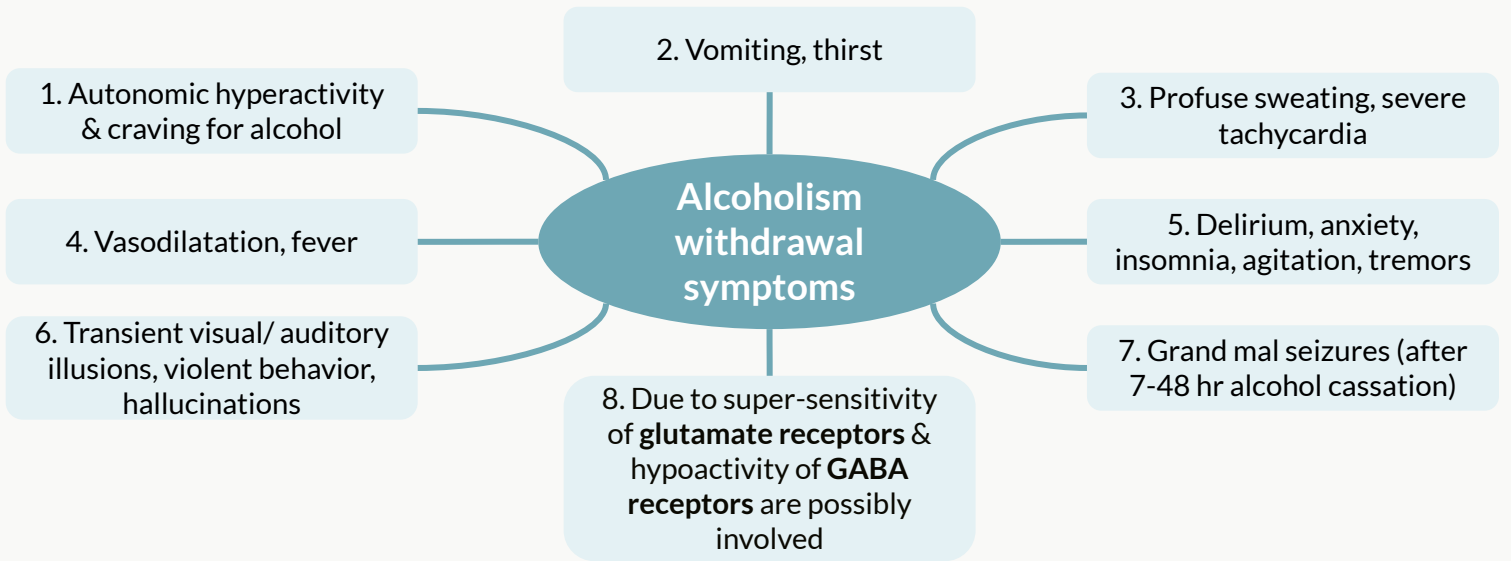 2. Vomiting, thirst
1. Autonomic hyperactivity
& craving for alcohol
3. Profuse sweating, severe
tachycardia
Alcoholism
withdrawal
symptoms
4. Vasodilatation, fever
5. Delirium, anxiety,
insomnia, agitation, tremors
6. Transient visual/ auditory
illusions, violent behavior,
hallucinations
7. Grand mal seizures (after
7-48 hr alcohol cassation)
8. Due to super-sensitivity
of glutamate receptors &
hypoactivity of GABA
receptors are possibly
involved